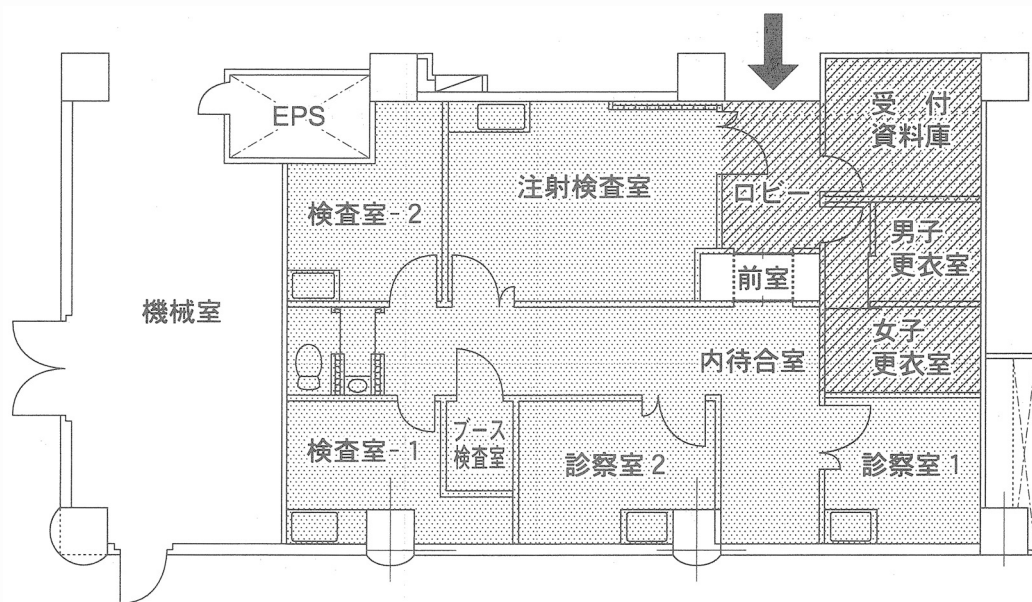 EPS
受 付
資料庫
注射検査室
ロビー
検査室-2
男子
更衣室
前室
機械室
女子
更衣室
内待合室
ブース
検査室
検査室-1
診察室2
診察室1